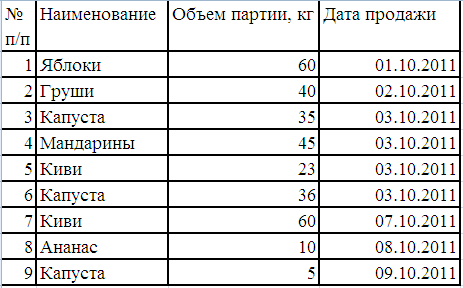 № п/п Наименование Объем партии, кг Дата продажи
1 Яблоки 60 01.10.2011
2 Груши 40 02.10.2011
3 Капуста 35 03.10.2011
4 Мандарины 45 03.10.2011
5 Киви 23 03.10.2011
6 Капуста 36 03.10.2011
7 Киви 60 07.10.2011
8 Ананас 10 08.10.2011
9 Капуста 5 09.10.2011